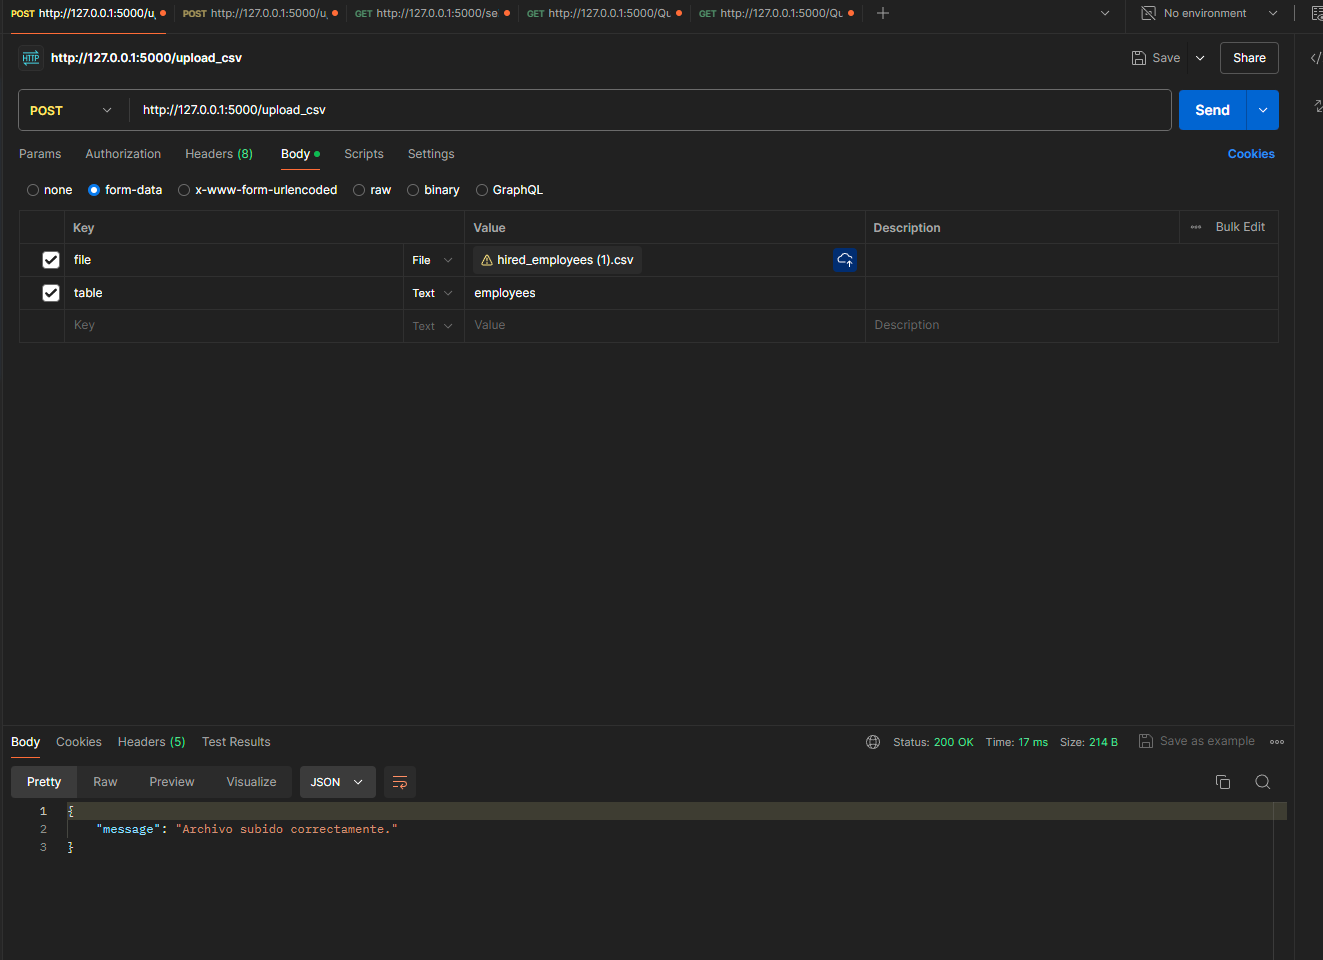 POST http://127.0.0.1:5000/u POST http://127.0.0.1:5000/u GET http://127.0.0.1:5000/se GET http://127.0.0.1:5000/Qu GET http://127.0.0.1:5000/Qu No environment
HTTP http://127.0.0.1:5000/upload_csv Save Share
POST http://127.0.0.1:5000/upload_csv Send
Params Authorization Headers (8) Body Scripts Settings Cookies
none form-data x-www-form-urlencoded raw binary GraphQL
Key Value Description Bulk Edit
file File hired_employees (1).csv
table Text employees
Key Text Value Description
Body Cookies Headers (5) Test Results Status: 200 OK Time: 17 ms Size: 214 B Save as example
Pretty Raw Preview Visualize JSON
1 {
2 "message": "Archivo subido correctamente."
3 }